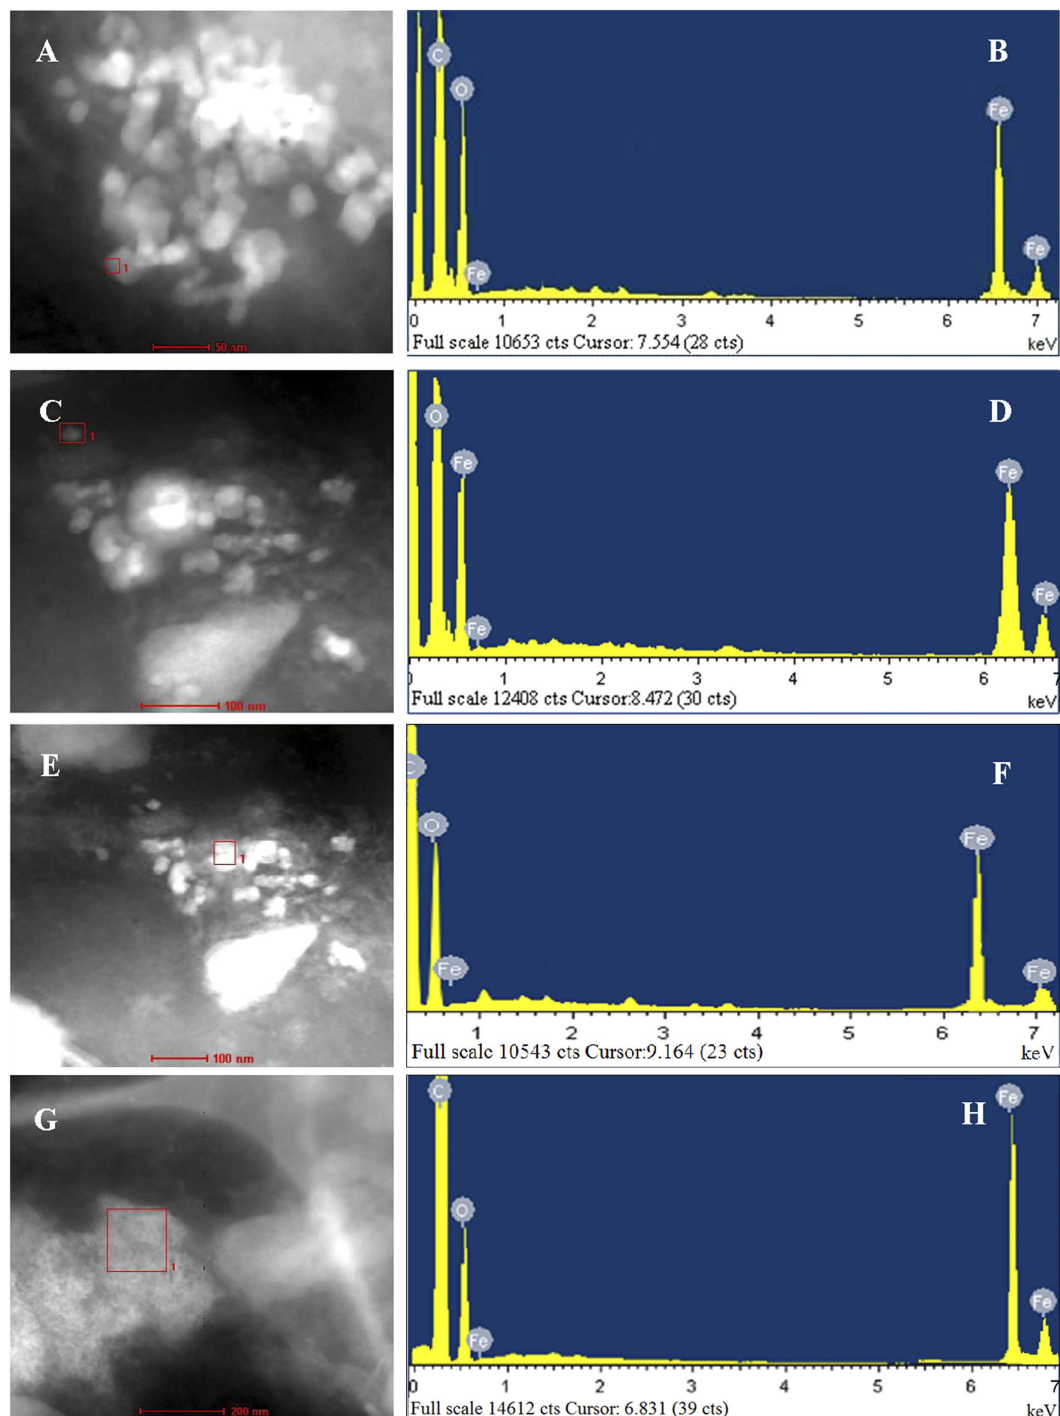 A
1
50 nm
B
C
O
Fe
Fe
Fe
0 1 2 3 4 5 6 7
Full scale 10653 cts Cursor: 7.554 (28 cts) keV
C
1
100 nm
D
O
Fe
Fe
Fe
Fe
0 1 2 3 4 5 6 7
Full scale 12408 cts Cursor:8.472 (30 cts) keV
E
1
100 nm
F
C
O
Fe
Fe
Fe
1 2 3 4 5 6 7
Full scale 10543 cts Cursor:9.164 (23 cts) keV
G
1
200 nm
H
C
O
Fe
Fe
Fe
0 1 2 3 4 5 6 7
Full scale 14612 cts Cursor: 6.831 (39 cts) keV